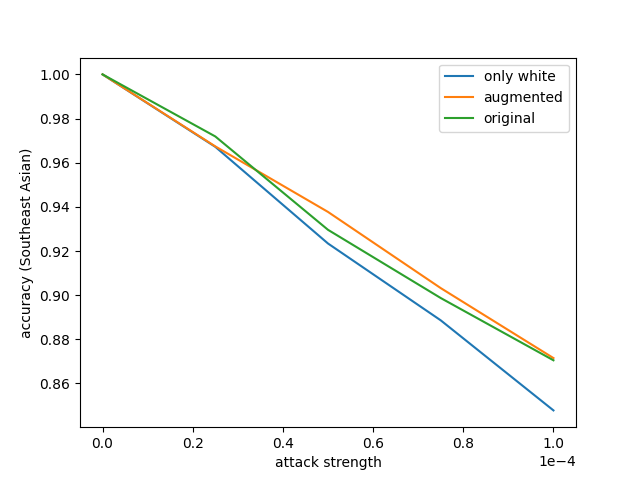 only white
augmented
original
1.00
0.98
0.96
0.94
0.92
0.90
0.88
0.86
accuracy (Southeast Asian)
0.0 0.2 0.4 0.6 0.8 1.0
1e−4
attack strength